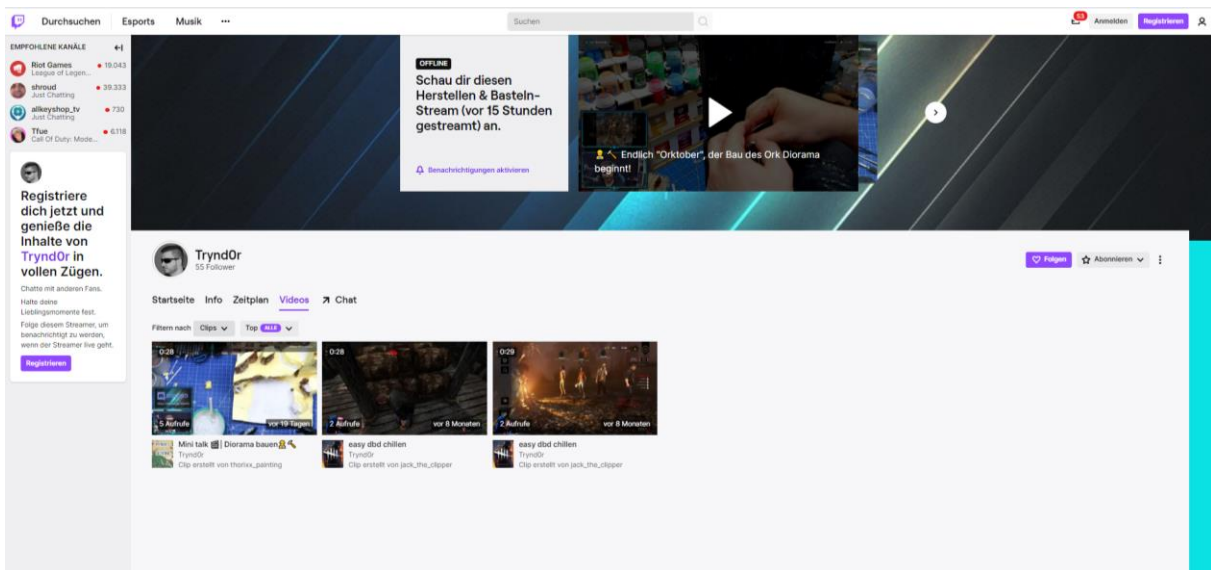 Durchsuchen
Esports
Musik
Suchen
53
Anmelden
Registrieren
EMPFOHLENE KANÄLE
Riot Games
19.043
League of Legen...
shroud
39.333
Just Chatting
allkeyshop_tv
730
Just Chatting
Tfue
6.118
Call Of Duty: Mode...
Registriere
dich jetzt und
genieße die
Inhalte von
Trynd0r in
vollen Zügen.
Chatte mit anderen Fans.
Halte deine
Lieblingsmomente fest.
Folge diesem Streamer, um
benachrichtigt zu werden,
wenn der Streamer live geht.
Registrieren
OFFLINE
Schau dir diesen
Herstellen & Basteln-
Stream (vor 15 Stunden
gestreamt) an.
Benachrichtigungen aktivieren
Endlich "Orktober", der Bau des Ork Diorama
beginnt!
Trynd0r
55 Follower
Folgen
Abonnieren
Startseite Info Zeitplan Videos Chat
Filtern nach Clips Top ALLE
0:28
5 Aufrufe
vor 19 Tagen
Mini talk | Diorama bauen
Trynd0r
Clip erstellt von thorixx_painting
0:28
2 Aufrufe
vor 8 Monaten
easy dbd chillen
Trynd0r
Clip erstellt von jack_the_clipper
0:29
2 Aufrufe
vor 8 Monaten
easy dbd chillen
Trynd0r
Clip erstellt von jack_the_clipper